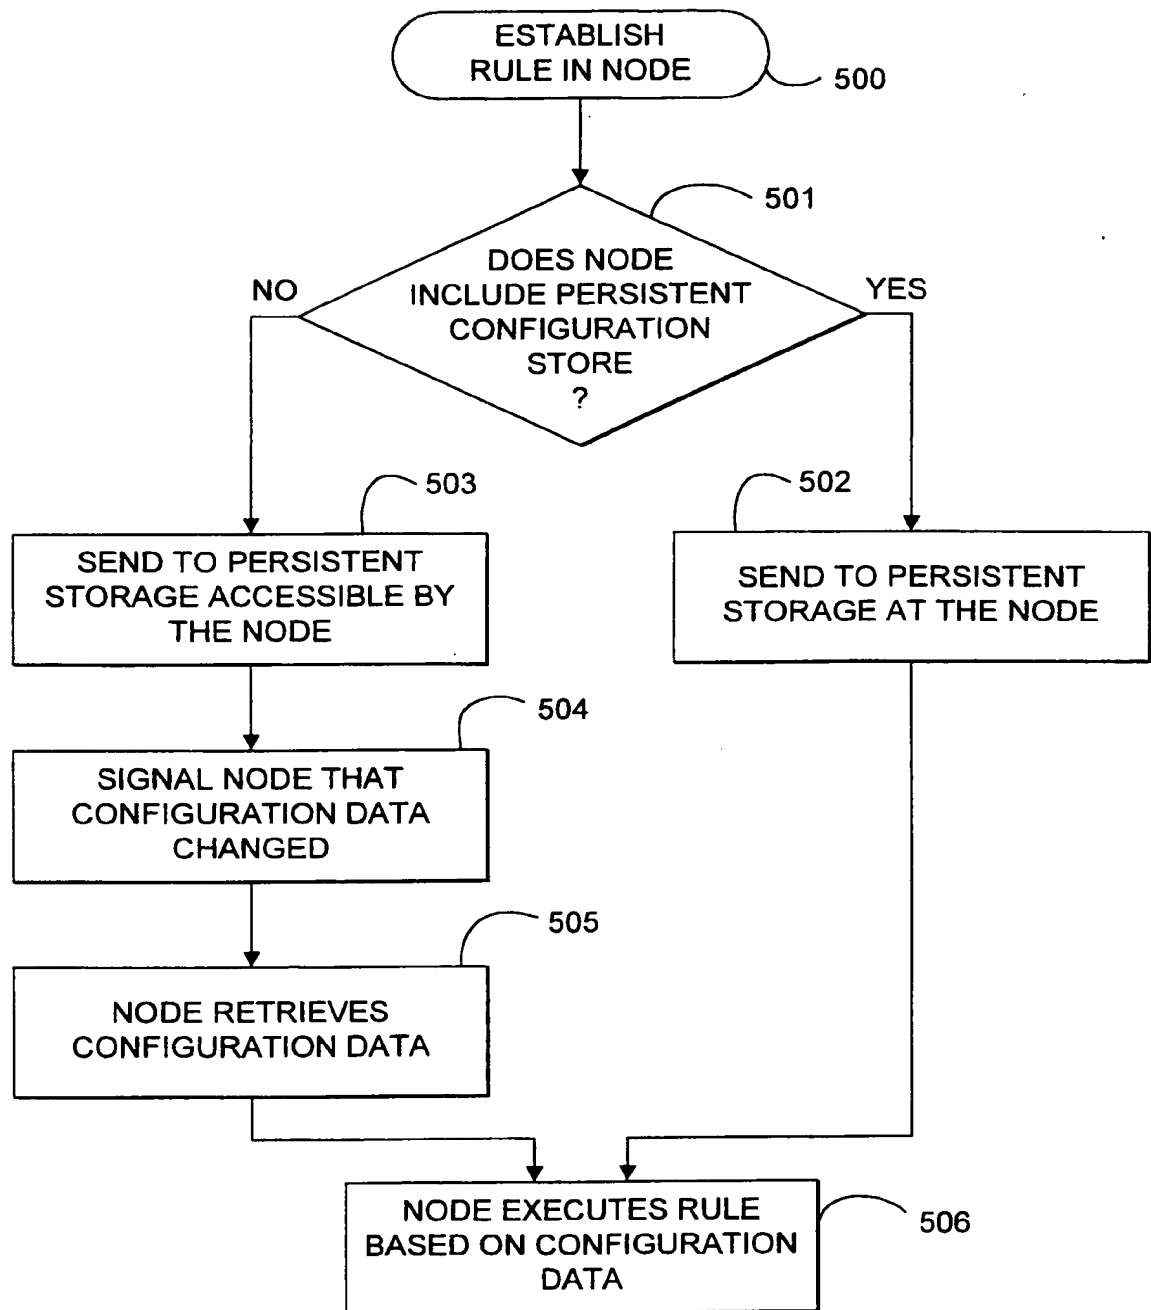 ESTABLISH
RULE IN NODE
500
501
DOES NODE
INCLUDE PERSISTENT
CONFIGURATION
STORE
?
NO
YES
503
502
SEND TO PERSISTENT
STORAGE ACCESSIBLE BY
THE NODE
SEND TO PERSISTENT
STORAGE AT THE NODE
504
SIGNAL NODE THAT
CONFIGURATION DATA
CHANGED
505
NODE RETRIEVES
CONFIGURATION DATA
NODE EXECUTES RULE
BASED ON CONFIGURATION
DATA
506